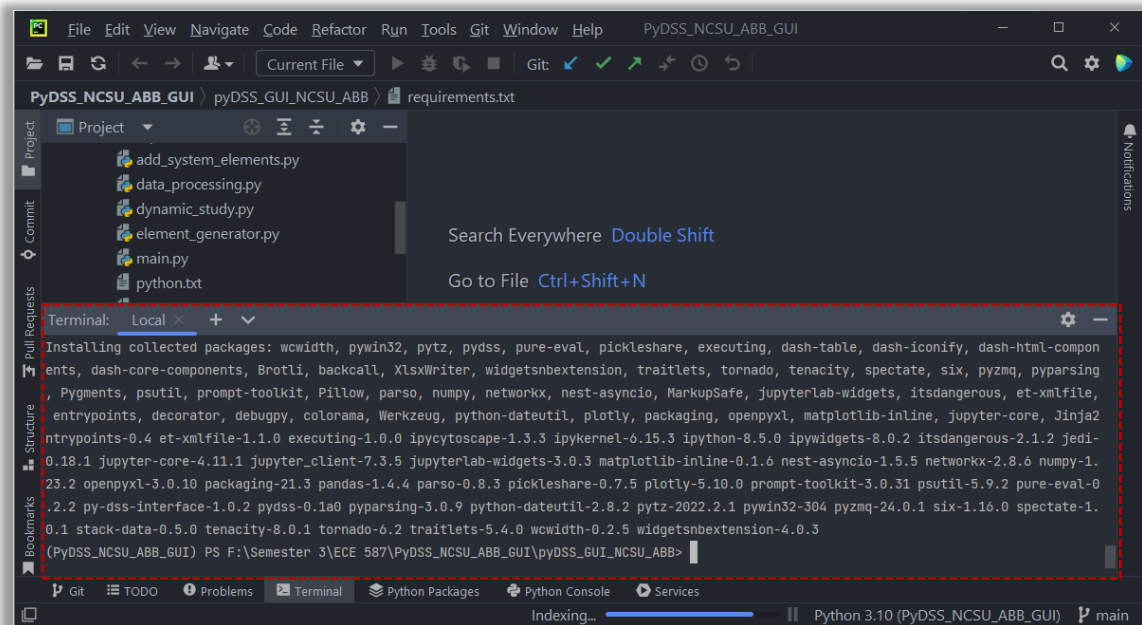 PC File Edit View Navigate Code Refactor Run Tools Git Window Help PyDSS_NCSU_ABB_GUI
Current File Git:
PyDSS_NCSU_ABB_GUI pyDSS_GUI_NCSU_ABB requirements.txt
Project
Project
Commit
Pull Requests
Structure
Bookmarks
Notifications
add_system_elements.py
data_processing.py
dynamic_study.py
element_generator.py
main.py
python.txt
Search Everywhere Double Shift
Go to File Ctrl+Shift+N
Terminal: Local
Installing collected packages: wcwidth, pywin32, pytz, pydss, pure-eval, pickleshare, executing, dash-table, dash-iconify, dash-html-compon
ents, dash-core-components, Brotli, backcall, XlsxWriter, widgetsnbextension, traitlets, tornado, tenacity, spectate, six, pyzmq, pyparsing
, Pygments, psutil, prompt-toolkit, Pillow, parso, numpy, networkx, nest-asyncio, MarkupSafe, jupyterlab-widgets, itsdangerous, et-xmlfile,
entrypoints, decorator, debugpy, colorama, Werkzeug, python-dateutil, plotly, packaging, openpyxl, matplotlib-inline, jupyter-core, Jinja2
ntrypoints-0.4 et-xmlfile-1.1.0 executing-1.0.0 ipycytoscape-1.3.3 ipykernel-6.15.3 ipython-8.5.0 ipywidgets-8.0.2 itsdangerous-2.1.2 jedi-
0.18.1 jupyter-core-4.11.1 jupyter_client-7.3.5 jupyterlab-widgets-3.0.3 matplotlib-inline-0.1.6 nest-asyncio-1.5.5 networkx-2.8.6 numpy-1.
23.2 openpyxl-3.0.10 packaging-21.3 pandas-1.4.4 parso-0.8.3 pickleshare-0.7.5 plotly-5.10.0 prompt-toolkit-3.0.31 psutil-5.9.2 pure-eval-0
.2.2 py-dss-interface-1.0.2 pydss-0.1a0 pyparsing-3.0.9 python-dateutil-2.8.2 pytz-2022.2.1 pywin32-304 pyzmq-24.0.1 six-1.16.0 spectate-1.
0.1 stack-data-0.5.0 tenacity-8.0.1 tornado-6.2 traitlets-5.4.0 wcwidth-0.2.5 widgetsnbextension-4.0.3
(PyDSS_NCSU_ABB_GUI) PS F:\Semester 3\ECE 587\PyDSS_NCSU_ABB_GUI\pyDSS_GUI_NCSU_ABB>
Git TODO Problems Terminal Python Packages Python Console Services
Indexing... Python 3.10 (PyDSS_NCSU_ABB_GUI) main